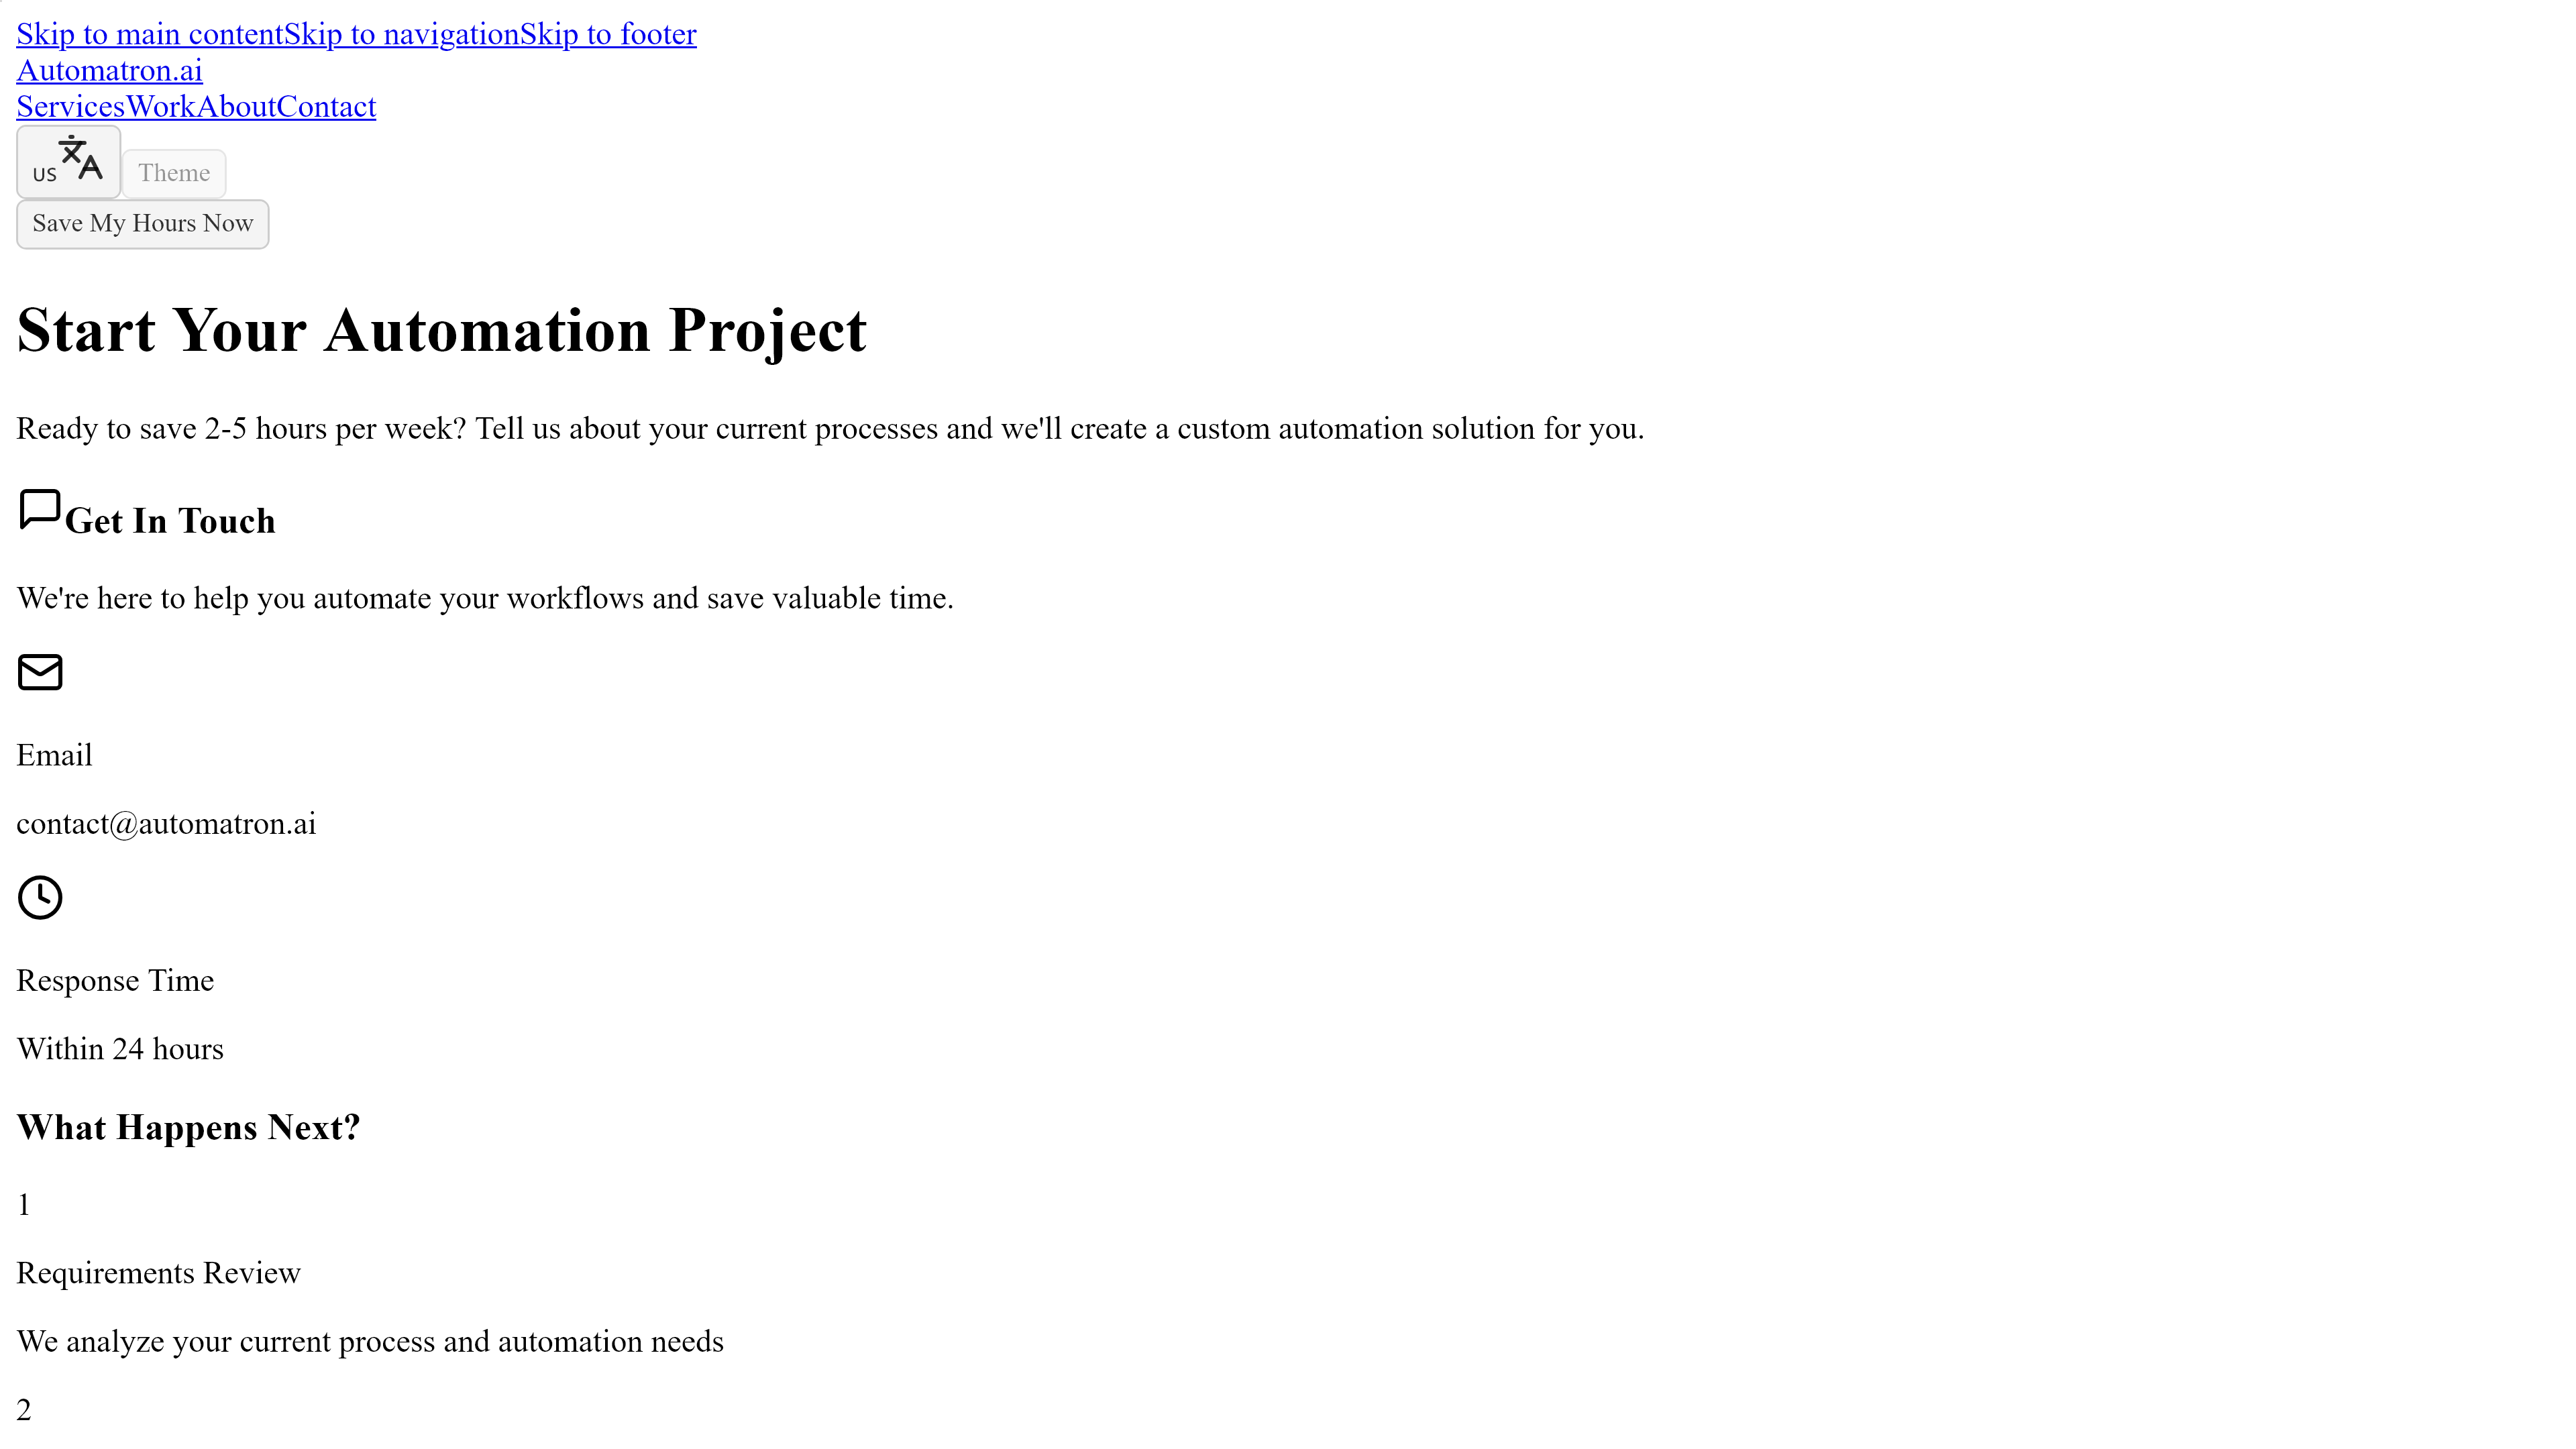 Skip to main contentSkip to navigationSkip to footer
Automatron.ai
ServicesWorkAboutContact
US Theme
Save My Hours Now
Start Your Automation Project
Ready to save 2-5 hours per week? Tell us about your current processes and we'll create a custom automation solution for you.
Get In Touch
We're here to help you automate your workflows and save valuable time.
Email
contact@automatron.ai
Response Time
Within 24 hours
What Happens Next?
1
Requirements Review
We analyze your current process and automation needs
2